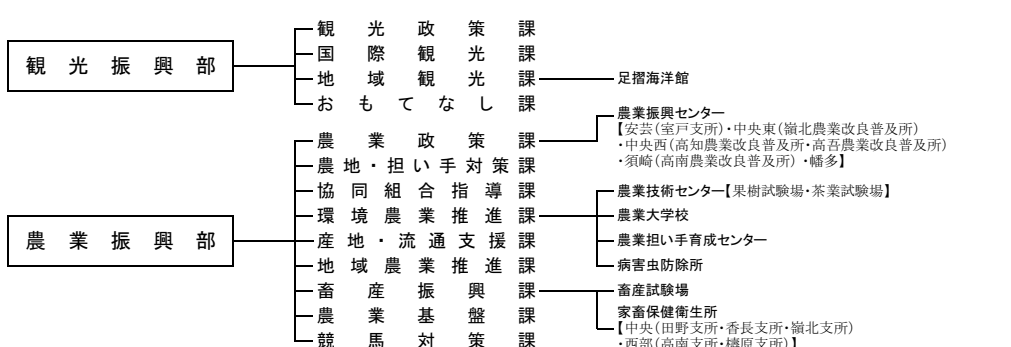 観光振興部
観光政策課
国際観光課
地域観光課
足摺海洋館
おもてなし課
農業振興部
農業政策課
農業振興センター
【安芸(室戸支所)・中央東(嶺北農業改良普及所)
・中央西(高知農業改良普及所・高吾農業改良普及所)
・須崎(高南農業改良普及所)・幡多】
農地・担い手対策課
協同組合指導課
環境農業推進課
農業技術センター【果樹試験場・茶業試験場】
農業大学校
農業担い手育成センター
病害虫防除所
産地・流通支援課
地域農業推進課
畜産振興課
畜産試験場
家畜保健衛生所
【中央(田野支所・香長支所・嶺北支所)
・西部(高南支所・梼原支所)】
農業基盤課
競馬対策課